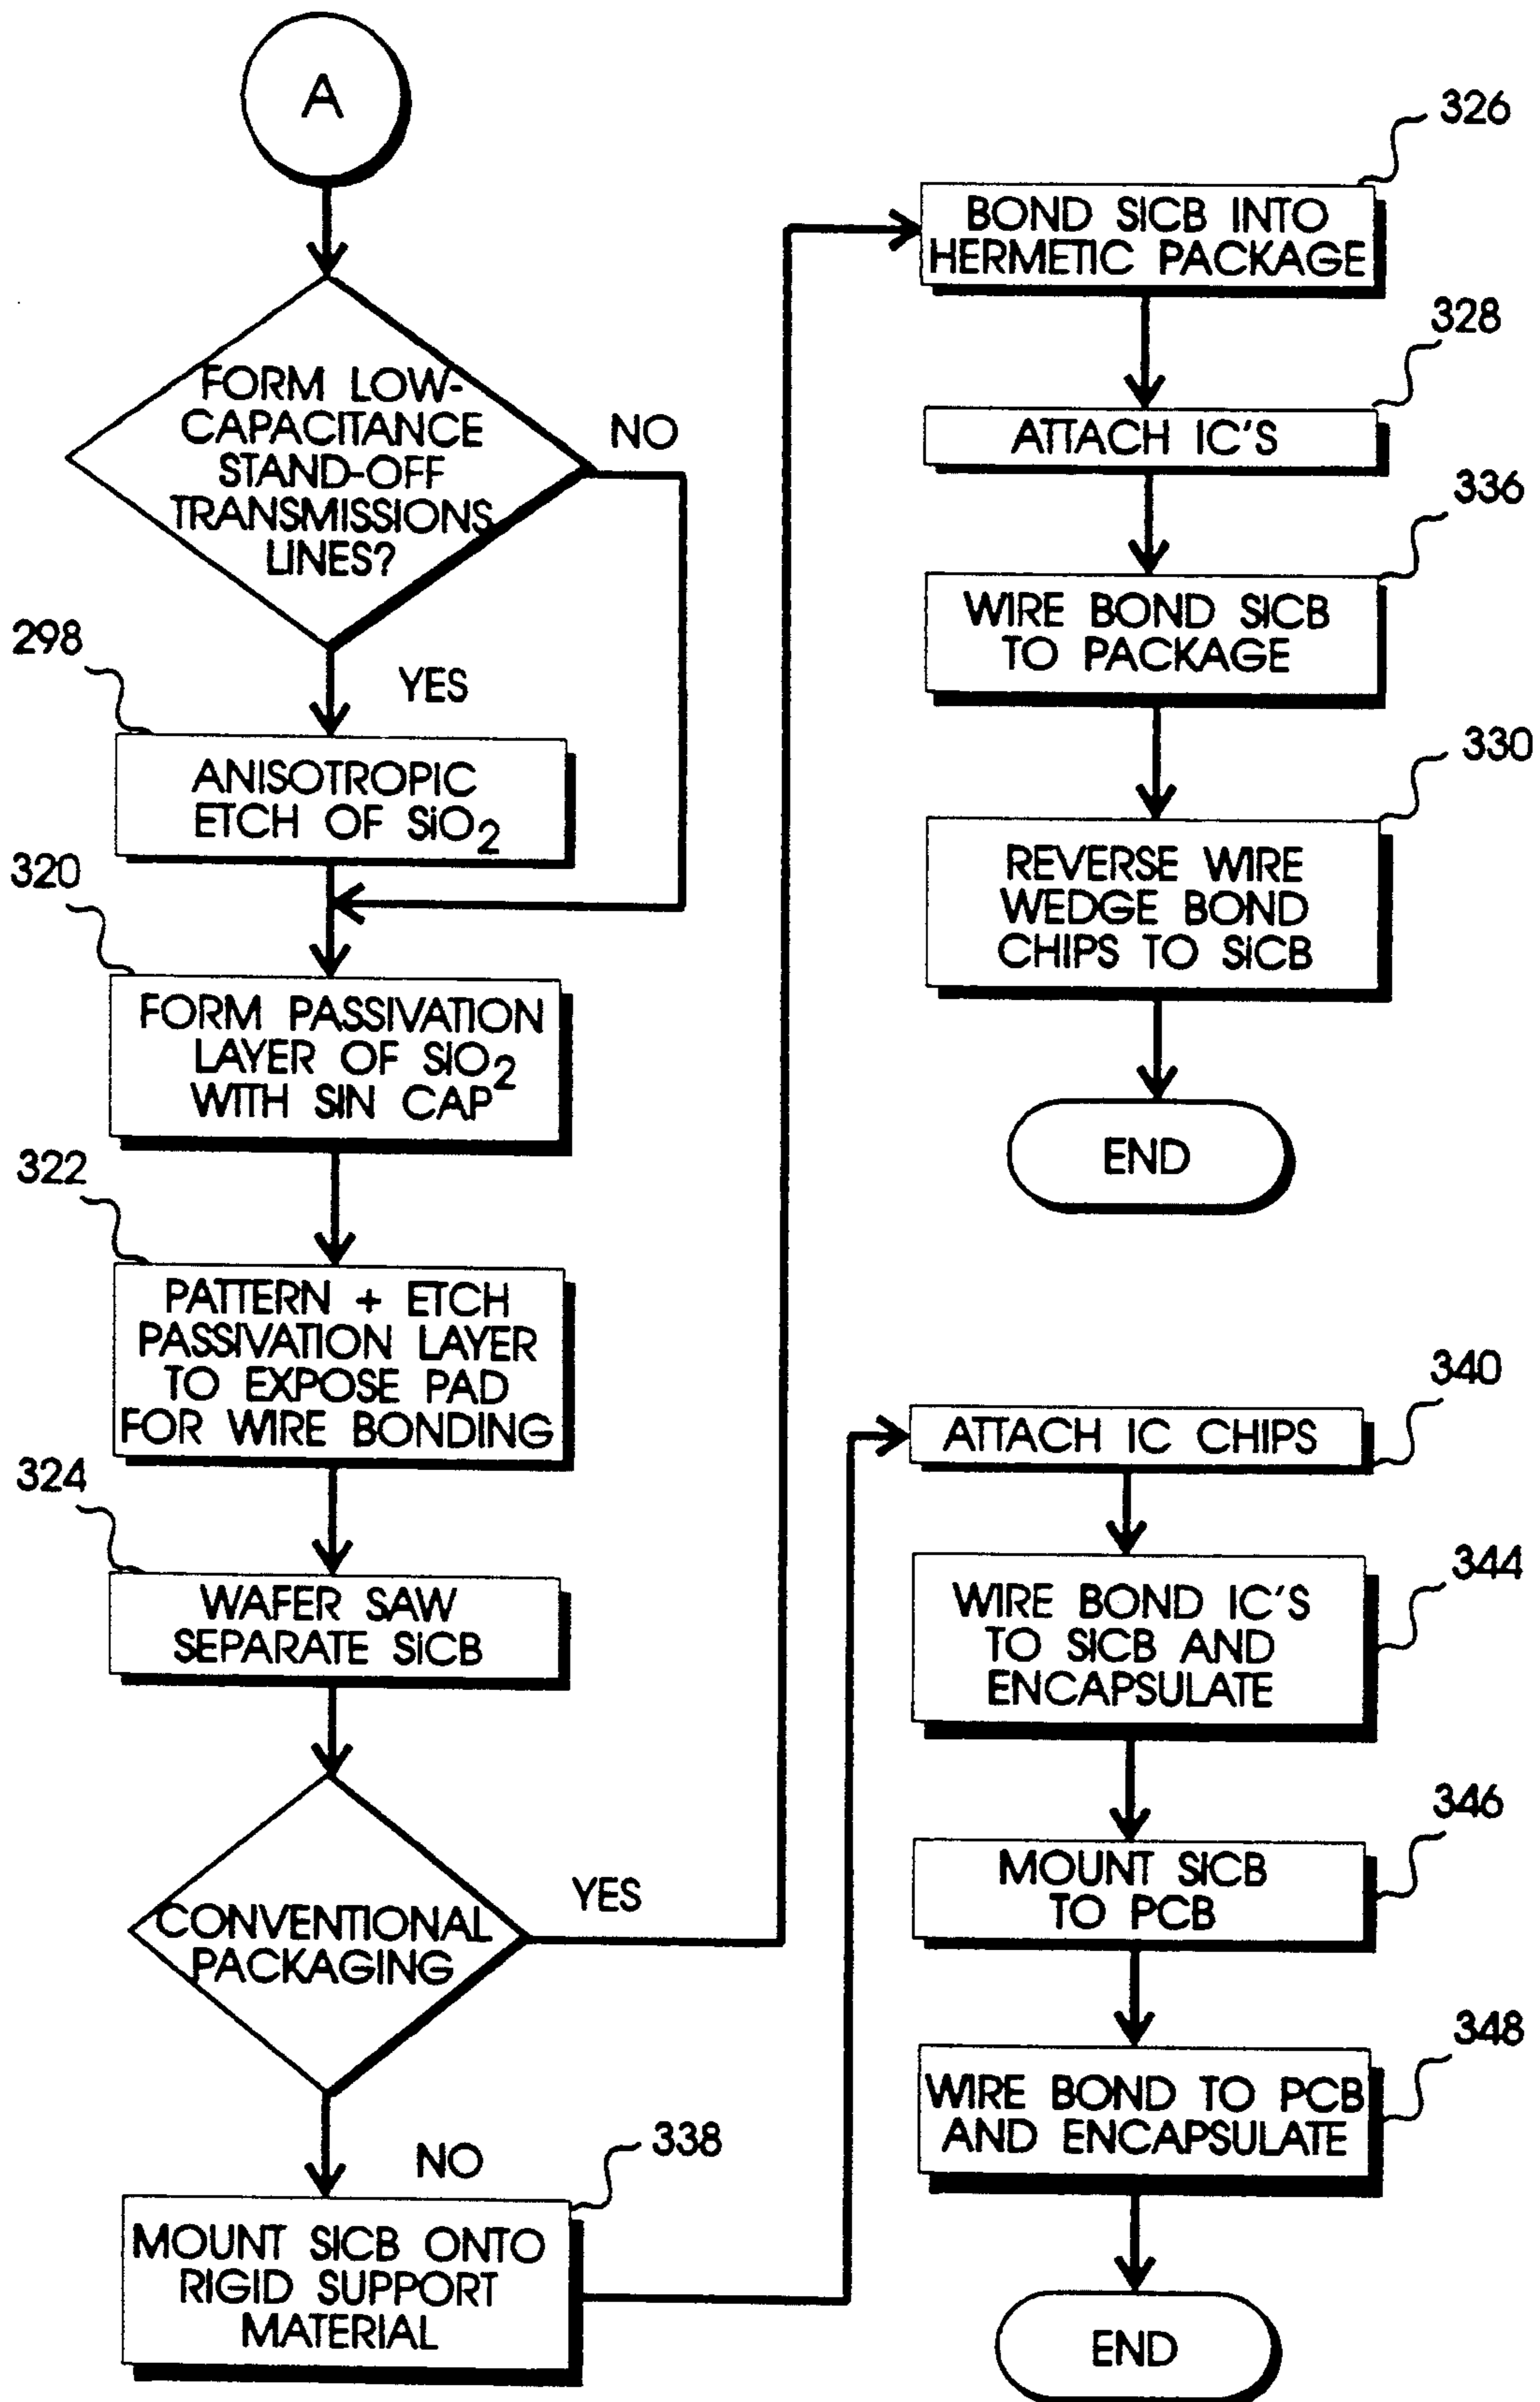 A
FORM LOW-
CAPACITANCE
STAND-OFF
TRANSMISSIONS
LINES?
NO
YES
298
ANISOTROPIC
ETCH OF SiO2
320
FORM PASSIVATION
LAYER OF SiO2
WITH SIN CAP
322
PATTERN + ETCH
PASSIVATION LAYER
TO EXPOSE PAD
FOR WIRE BONDING
324
WAFER SAW
SEPARATE SiCB
CONVENTIONAL
PACKAGING
YES
NO
338
MOUNT SiCB ONTO
RIGID SUPPORT
MATERIAL
326
BOND SiCB INTO
HERMETIC PACKAGE
328
ATTACH IC'S
336
WIRE BOND SiCB
TO PACKAGE
330
REVERSE WIRE
WEDGE BOND
CHIPS TO SiCB
END
340
ATTACH IC CHIPS
344
WIRE BOND IC'S
TO SiCB AND
ENCAPSULATE
346
MOUNT SiCB
TO PCB
348
WIRE BOND TO PCB
AND ENCAPSULATE
END